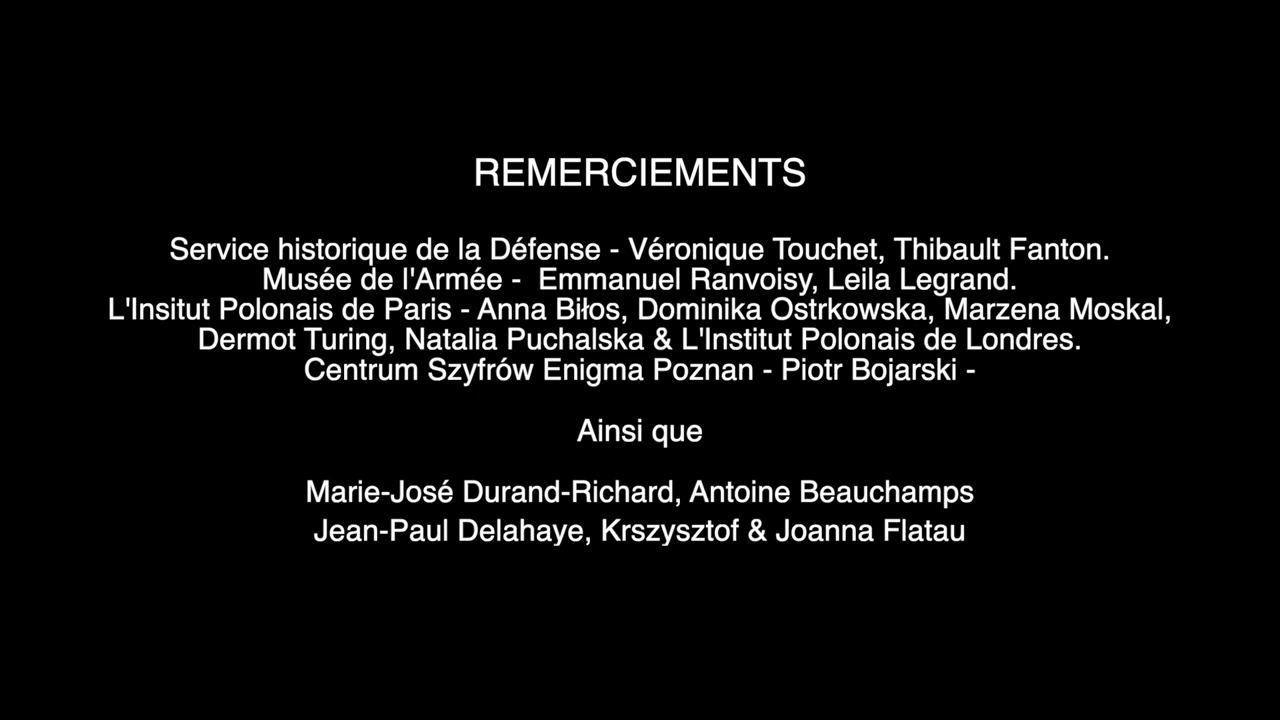 REMERCIEMENTS
Service historique de la Défense - Véronique Touchet, Thibault Fanton.
Musée de l'Armée -  Emmanuel Ranvoisy, Leila Legrand.
L'Insitut Polonais de Paris - Anna Biłos, Dominika Ostrkowska, Marzena Moskal,
Dermot Turing, Natalia Puchalska & L'Institut Polonais de Londres.
Centrum Szyfrów Enigma Poznan - Piotr Bojarski -
Ainsi que
Marie-José Durand-Richard, Antoine Beauchamps
Jean-Paul Delahaye, Krszysztof & Joanna Flatau